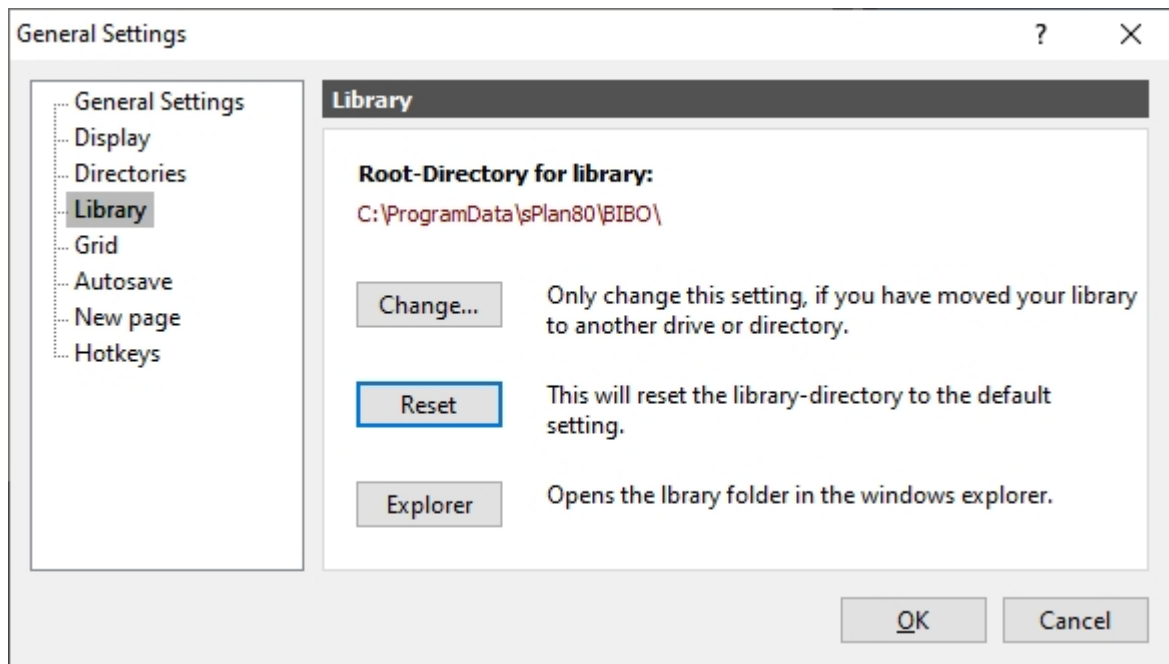 General Settings
?
General Settings
Display
Directories
Library
Grid
Autosave
New page
Hotkeys
Library
Root-Directory for library:
C:\ProgramData\sPlan80\BIBO\
Change...
Only change this setting, if you have moved your library
to another drive or directory.
Reset
This will reset the library-directory to the default
setting.
Explorer
Opens the lbrary folder in the windows explorer.
OK
Cancel